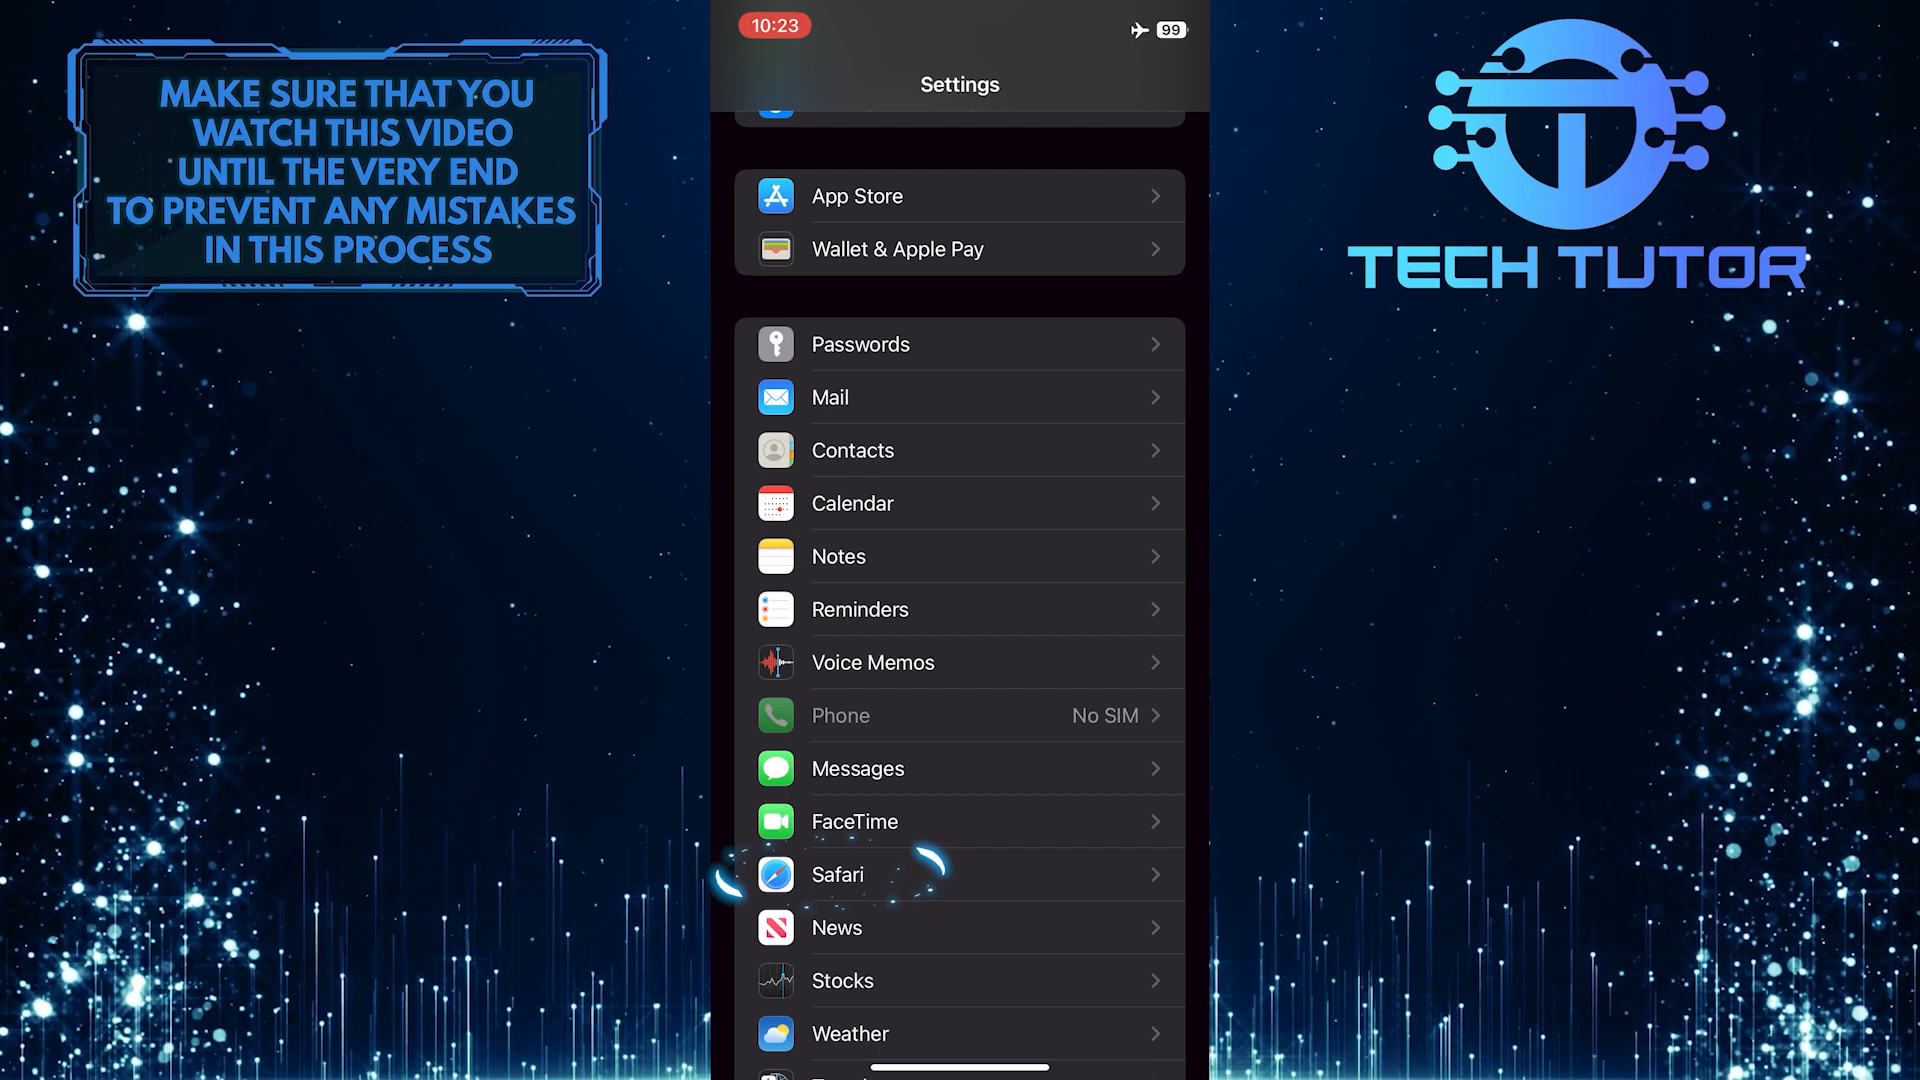 MAKE SURE THAT YOU
WATCH THIS VIDEO
UNTIL THE VERY END
TO PREVENT ANY MISTAKES
IN THIS PROCESS
10:23
99
Settings
App Store
Wallet & Apple Pay
Passwords
Mail
Contacts
Calendar
Notes
Reminders
Voice Memos
Phone No SIM
Messages
FaceTime
Safari
News
Stocks
Weather
TECH TUTOR